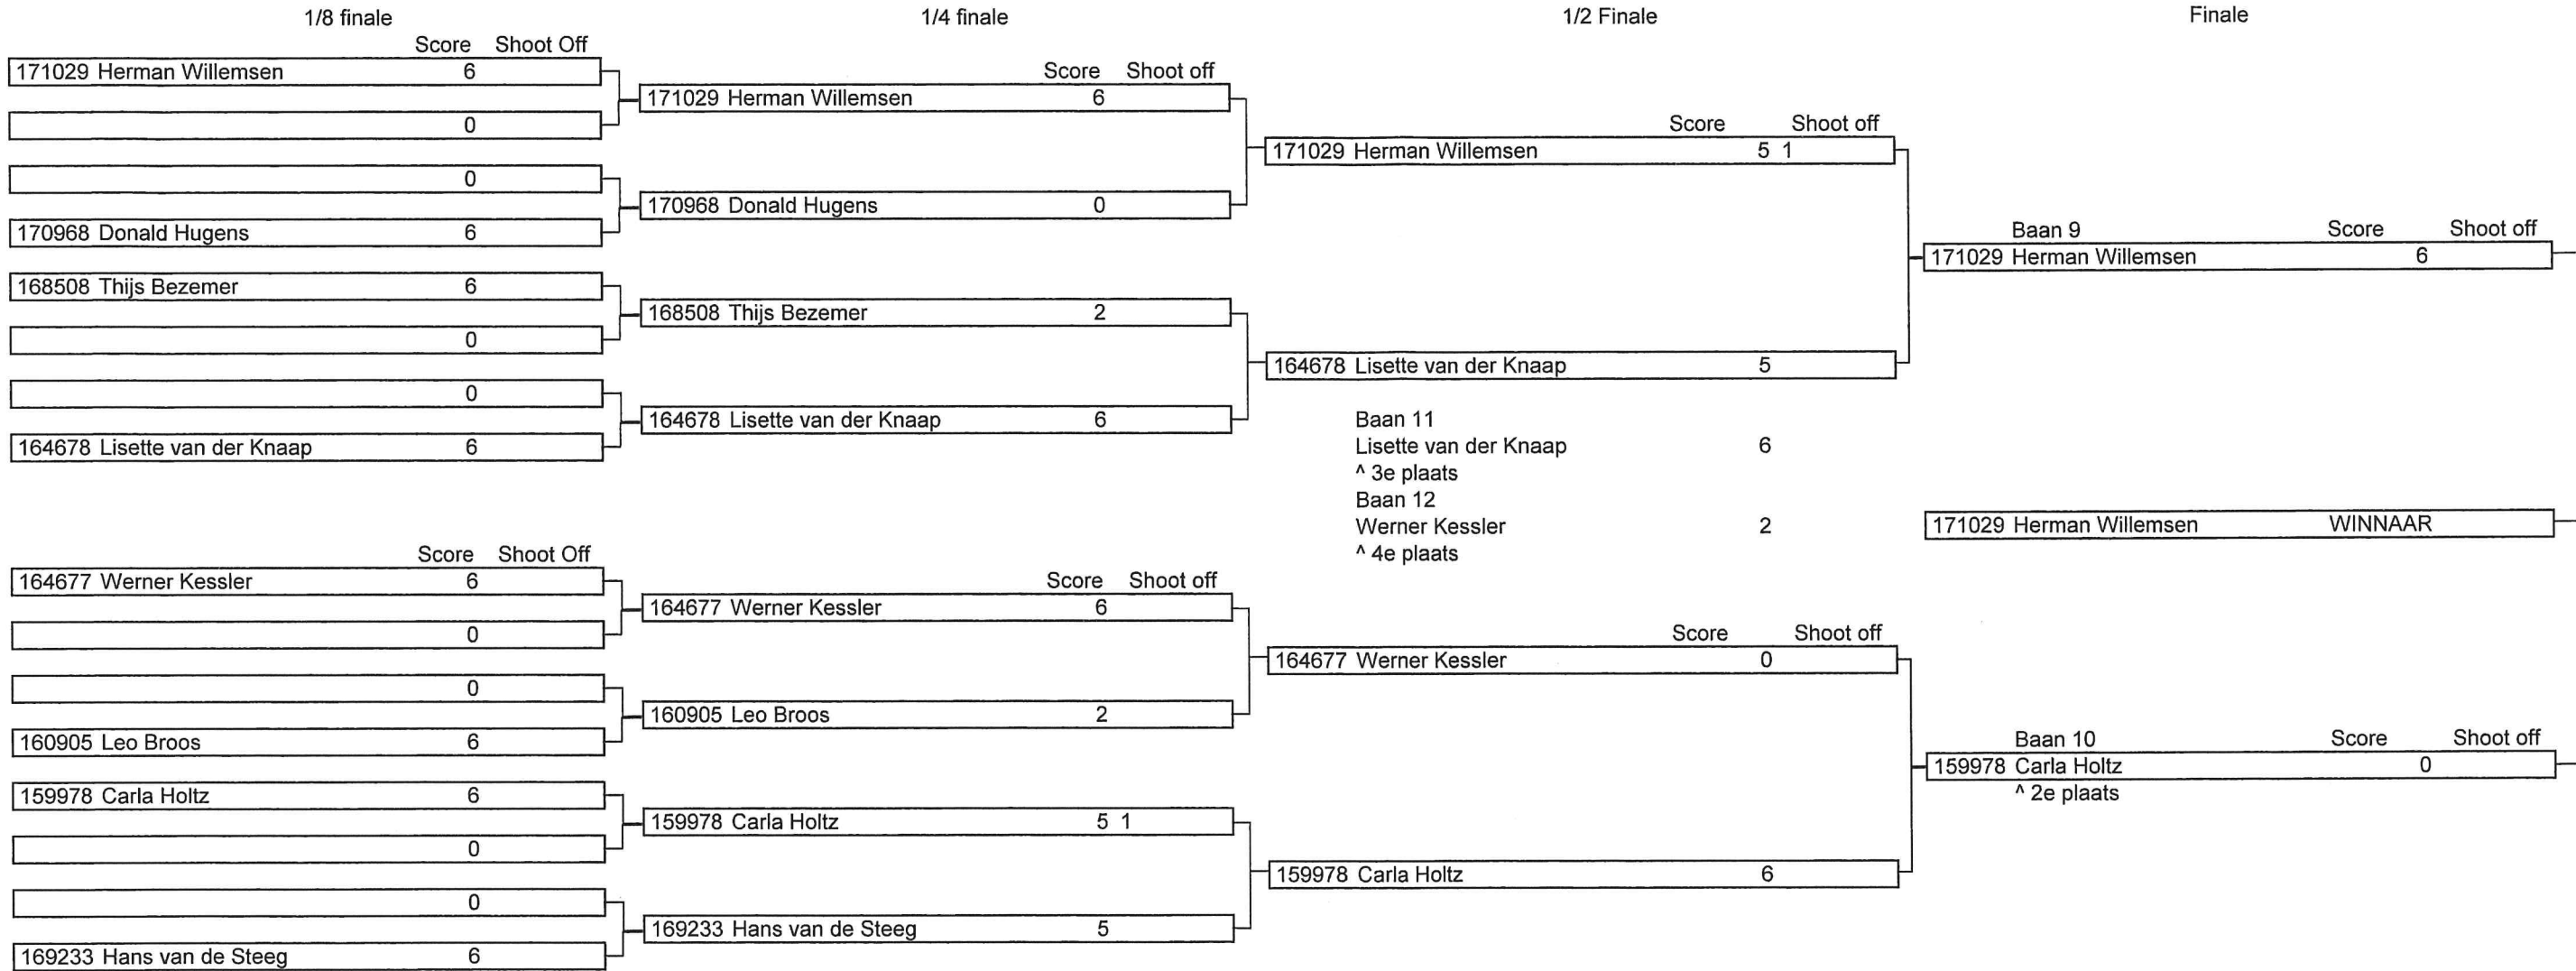 1/8 finale 1/4 finale 1/2 Finale Finale
Score Shoot Off
171029 Herman Willemsen 6
0
0
170968 Donald Hugens 6
168508 Thijs Bezemer 6
0
0
164678 Lisette van der Knaap 6
Score Shoot Off
164677 Werner Kessler 6
0
0
160905 Leo Broos 6
159978 Carla Holtz 6
0
0
169233 Hans van de Steeg 6
Score Shoot off
171029 Herman Willemsen 6
170968 Donald Hugens 0
168508 Thijs Bezemer 2
164678 Lisette van der Knaap 6
Score Shoot off
164677 Werner Kessler 6
160905 Leo Broos 2
159978 Carla Holtz 5 1
169233 Hans van de Steeg 5
Score Shoot off
171029 Herman Willemsen 5 1
164678 Lisette van der Knaap 5
Baan 11
Lisette van der Knaap 6
^ 3e plaats
Baan 12
Werner Kessler 2
^ 4e plaats
Score Shoot off
164677 Werner Kessler 0
159978 Carla Holtz 6
Baan 9 Score Shoot off
171029 Herman Willemsen 6
171029 Herman Willemsen WINNAAR
Baan 10 Score Shoot off
159978 Carla Holtz 0
^ 2e plaats